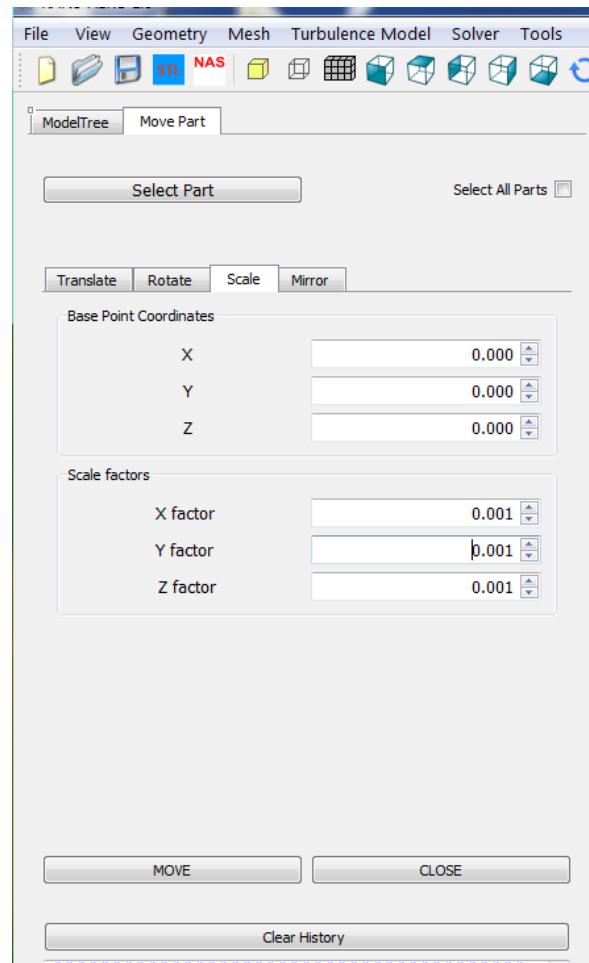 File View Geometry Mesh Turbulence Model Solver Tools
STL NAS
ModelTree Move Part
Select Part Select All Parts
Translate Rotate Scale Mirror
Base Point Coordinates
X 0.000
Y 0.000
Z 0.000
Scale factors
X factor 0.001
Y factor 0.001
Z factor 0.001
MOVE CLOSE
Clear History